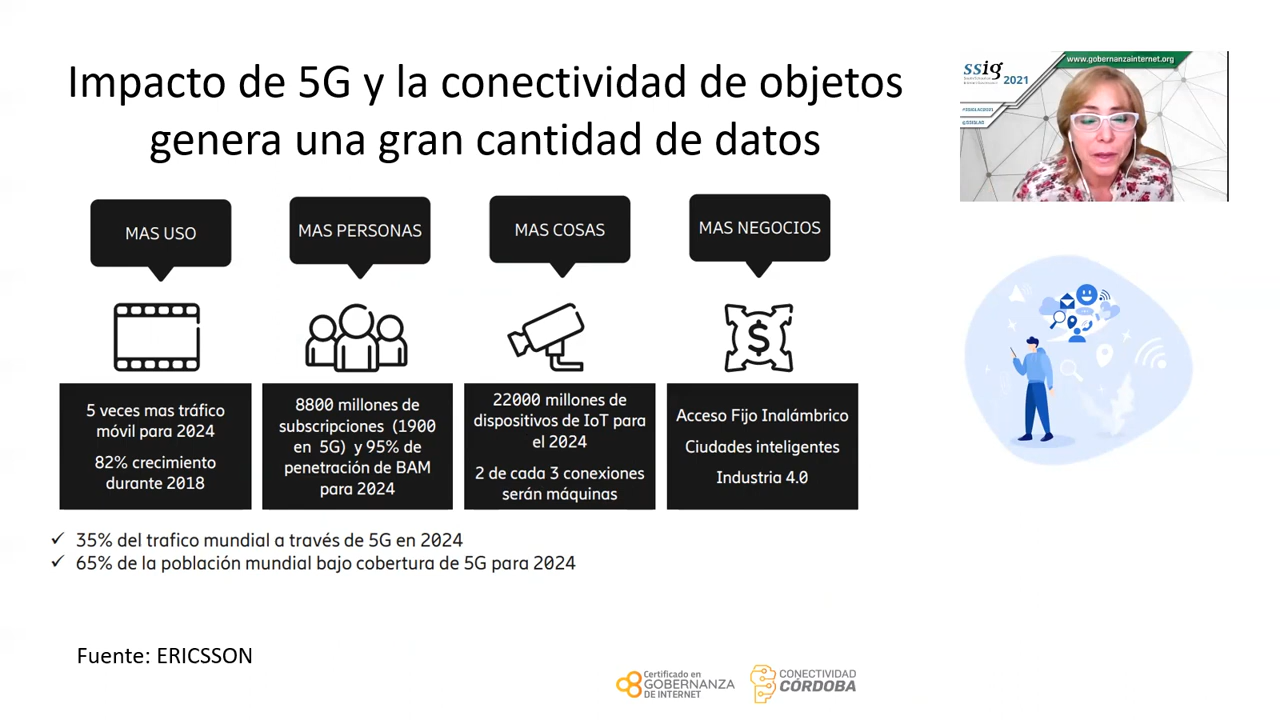 Impacto de 5G y la conectividad de objetos
genera una gran cantidad de datos
MAS USO
MAS PERSONAS
MAS COSAS
MAS NEGOCIOS
$
5 veces mas tráfico
móvil para 2024
82% crecimiento
durante 2018
8800 millones de
subscripciones (1900
en 5G) y 95% de
penetración de BAM
para 2024
22000 millones de
dispositivos de IoT para
el 2024
2 de cada 3 conexiones
serán máquinas
Acceso Fijo Inalámbrico
Ciudades inteligentes
Industria 4.0
✓ 35% del trafico mundial a través de 5G en 2024
✓ 65% de la población mundial bajo cobertura de 5G para 2024
Fuente: ERICSSON
Certificado en
GOBERNANZA
DE INTERNET
CONECTIVIDAD
CÓRDOBA
www.gobernanzainternet.org
ssig
2021